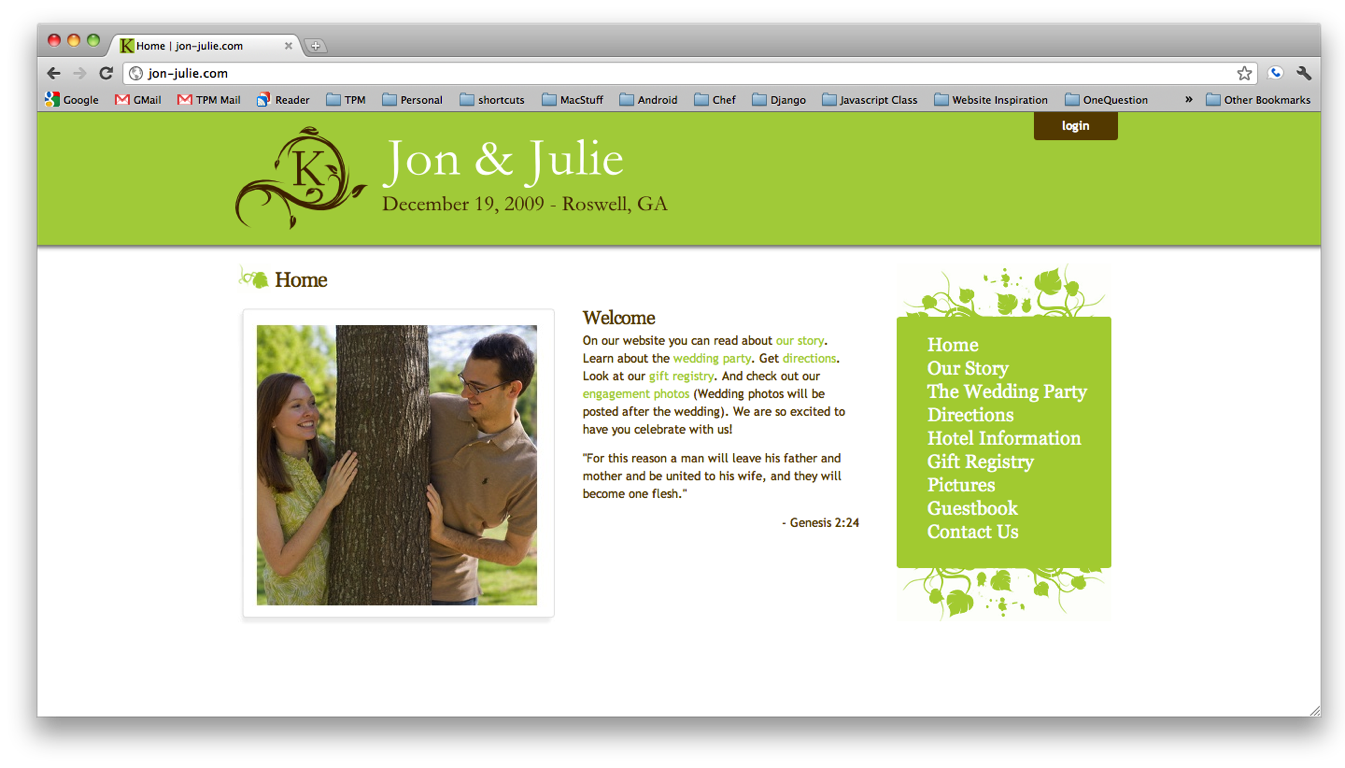 K Home | jon-julie.com
jon-julie.com
Google GMail TPM Mail Reader TPM Personal shortcuts MacStuff Android Chef Django Javascript Class Website Inspiration OneQuestion » Other Bookmarks
login
K
Jon & Julie
December 19, 2009 - Roswell, GA
Home
Welcome
On our website you can read about our story.
Learn about the wedding party. Get directions.
Look at our gift registry. And check out our
engagement photos (Wedding photos will be
posted after the wedding). We are so excited to
have you celebrate with us!
"For this reason a man will leave his father and
mother and be united to his wife, and they will
become one flesh."
- Genesis 2:24
Home
Our Story
The Wedding Party
Directions
Hotel Information
Gift Registry
Pictures
Guestbook
Contact Us